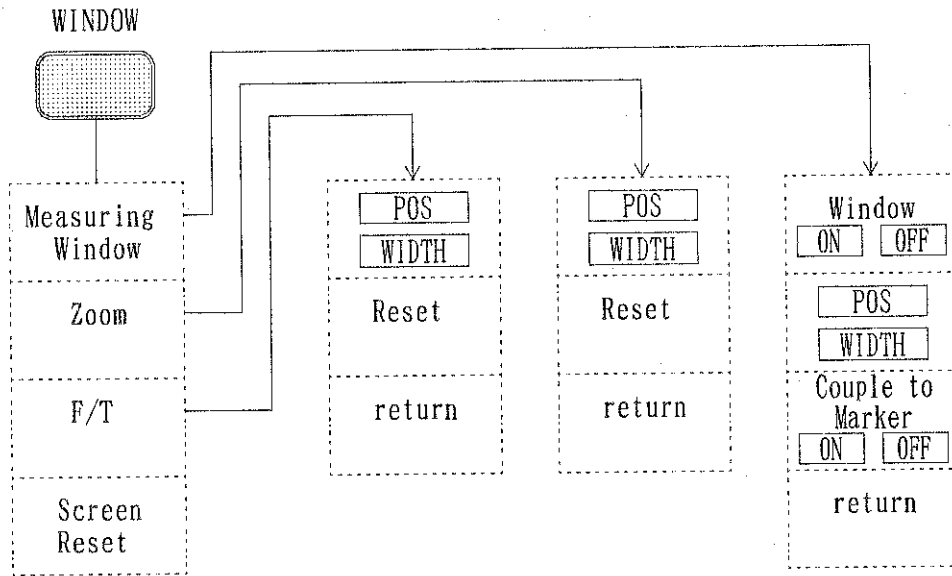 WINDOW
Measuring
Window
Zoom
F/T
Screen
Reset
POS
WIDTH
Reset
return
POS
WIDTH
Reset
return
Window
ON OFF
POS
WIDTH
Couple to
Marker
ON OFF
return